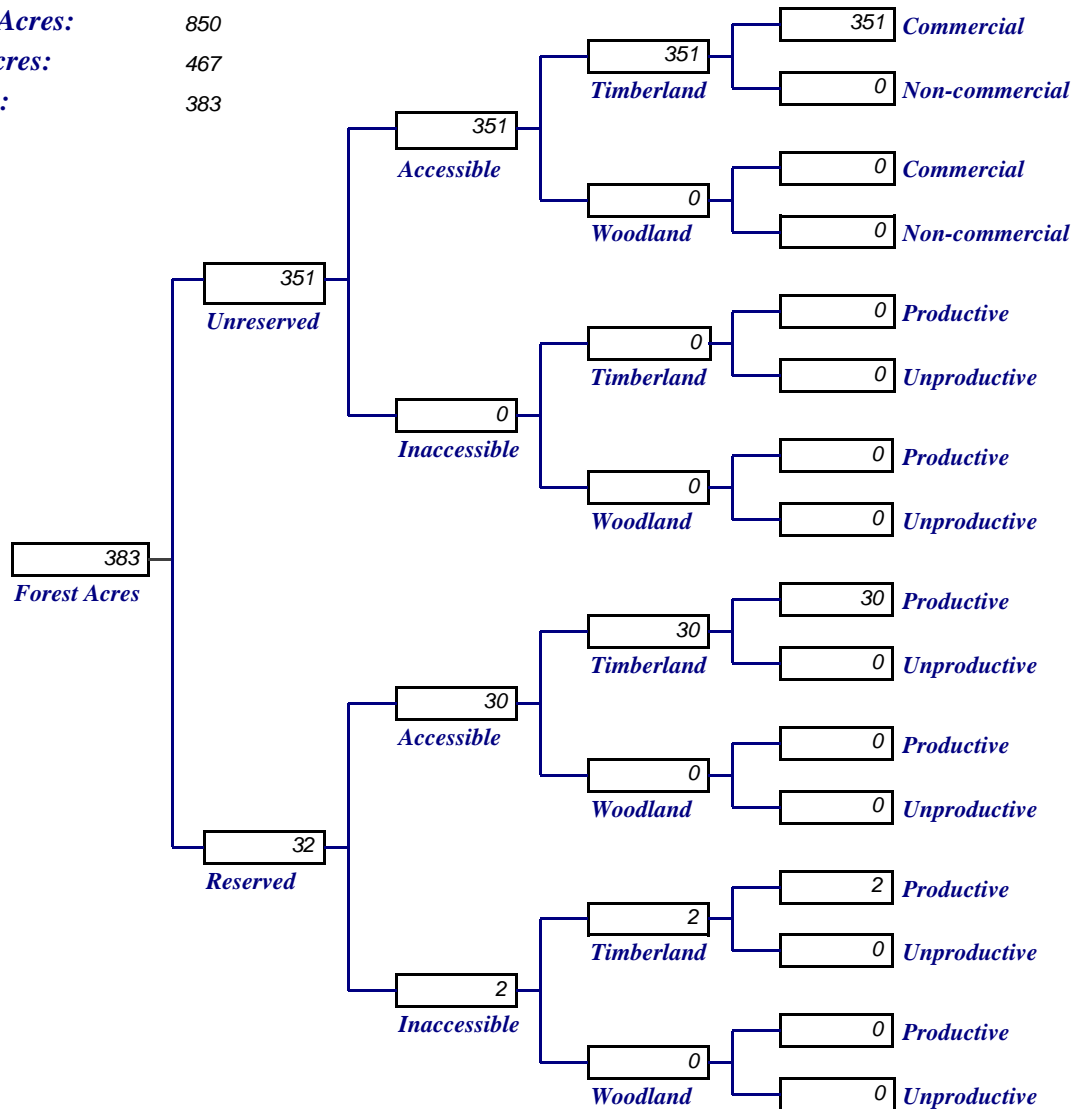 Acres: 850
467
383
351 Commercial
351
Timberland
0 Non-commercial
351
Accessible
0 Commercial
0
Woodland
0 Non-commercial
351
Unreserved
0 Productive
0
Timberland
0 Unproductive
0
Inaccessible
0 Productive
0
Woodland
0 Unproductive
383
Forest Acres
30 Productive
30
Timberland
0 Unproductive
30
Accessible
0 Productive
0
Woodland
0 Unproductive
32
Reserved
2 Productive
2
Timberland
0 Unproductive
2
Inaccessible
0 Productive
0
Woodland
0 Unproductive